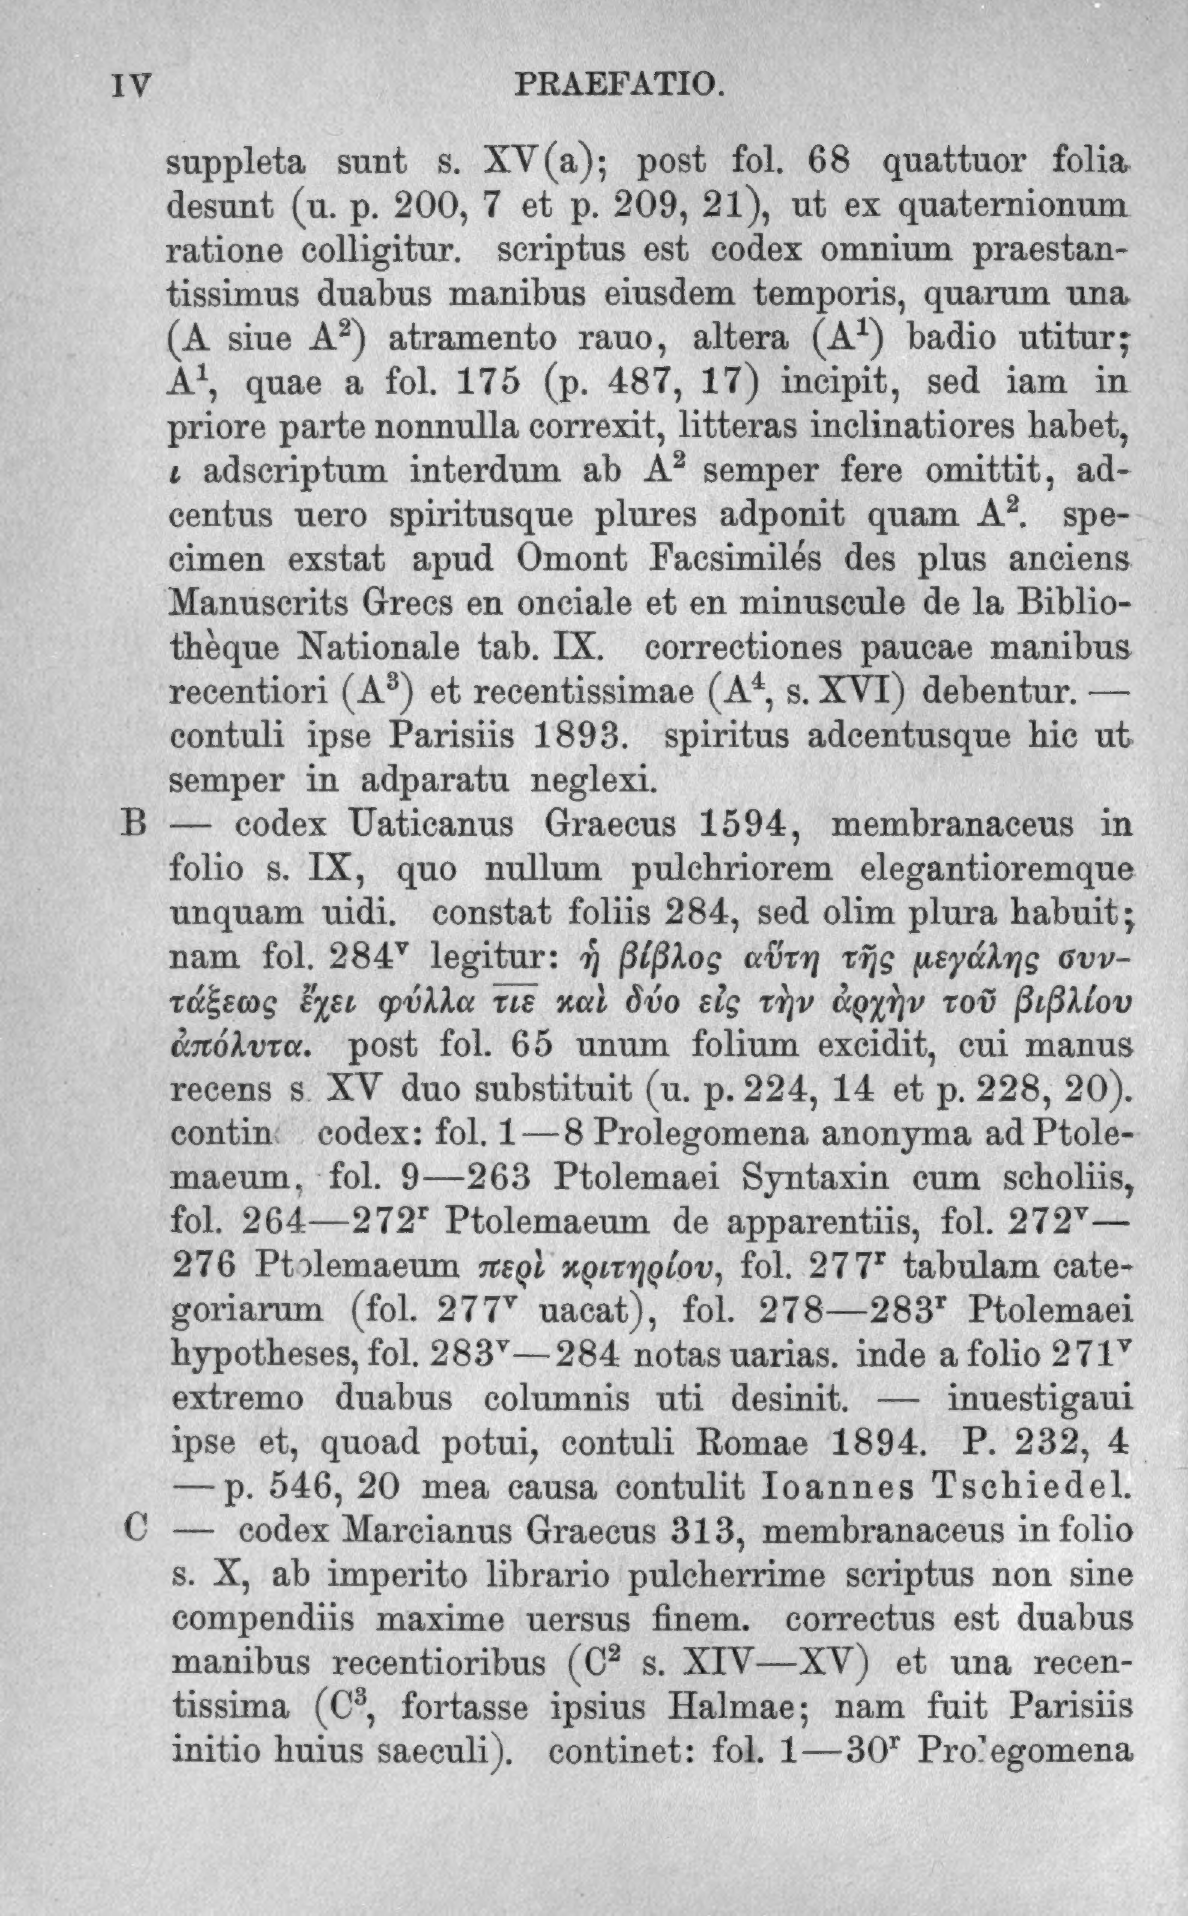 IV PRAEFATIO.
suppleta sunt s. XV(a); post fol. 68 quattuor folia
desunt (u. p. 200, 7 et p. 209, 21), ut ex quaternionum
ratione colligitur. scriptus est codex omnium praestan-
tissimus duabus manibus eiusdem temporis, quarum una
(A siue A²) atramento rauo, altera (A¹) badio utitur;
A¹, quae a fol. 175 (p. 487, 17) incipit, sed iam in
priore parte nonnulla correxit, litteras inclinatiores habet,
ι adscriptum interdum ab A² semper fere omittit, ad-
centus uero spiritusque plures adponit quam A². spe-
cimen exstat apud Omont Facsimilés des plus anciens
Manuscrits Grecs en onciale et en minuscule de la Biblio-
thèque Nationale tab. IX. correctiones paucae manibus
recentiori (A³) et recentissimae (A⁴, s. XVI) debentur. —
contuli ipse Parisiis 1893. spiritus adcentusque hic ut
semper in adparatu neglexi.
B — codex Uaticanus Graecus 1594, membranaceus in
folio s. IX, quo nullum pulchriorem elegantioremque
unquam uidi. constat foliis 284, sed olim plura habuit;
nam fol. 284ᵛ legitur: ἡ βίβλος αὕτη τῆς μεγάλης συν-
τάξεως ἔχει φύλλα τ̅ι̅ε̅ καὶ δύο εἰς τὴν ἀρχὴν τοῦ βιβλίου
ἀπόλυτα. post fol. 65 unum folium excidit, cui manus
recens s. XV duo substituit (u. p. 224, 14 et p. 228, 20).
contin codex: fol. 1—8 Prolegomena anonyma ad Ptole-
maeum, fol. 9—263 Ptolemaei Syntaxin cum scholiis,
fol. 264—272ʳ Ptolemaeum de apparentiis, fol. 272ᵛ—
276 Ptolemaeum περὶ κριτηρίου, fol. 277ʳ tabulam cate-
goriarum (fol. 277ᵛ uacat), fol. 278—283ʳ Ptolemaei
hypotheses, fol. 283ᵛ—284 notas uarias. inde a folio 271ᵛ
extremo duabus columnis uti desinit. — inuestigaui
ipse et, quoad potui, contuli Romae 1894. P. 232, 4
— p. 546, 20 mea causa contulit Ioannes Tschiedel.
C — codex Marcianus Graecus 313, membranaceus in folio
s. X, ab imperito librario pulcherrime scriptus non sine
compendiis maxime uersus finem. correctus est duabus
manibus recentioribus (C² s. XIV—XV) et una recen-
tissima (C³, fortasse ipsius Halmae; nam fuit Parisiis
initio huius saeculi). continet: fol. 1—30ʳ Prolegomena